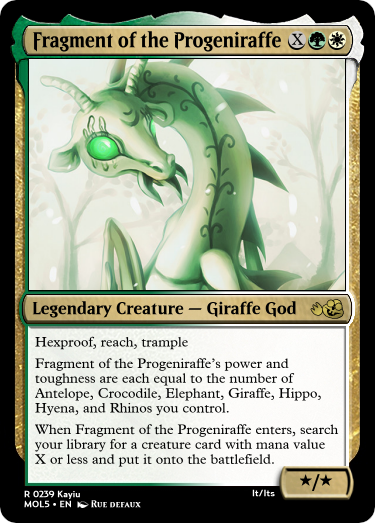 Fragment of the Progeniraffe X
Legendary Creature — Giraffe God
Hexproof, reach, trample
Fragment of the Progeniraffe's power and
toughness are each equal to the number of
Antelope, Crocodile, Elephant, Giraffe, Hippo,
Hyena, and Rhinos you control.
When Fragment of the Progeniraffe enters, search
your library for a creature card with mana value
X or less and put it onto the battlefield.
★/★
R 0239 Kayiu It/Its
MOL5 • EN Rue defaux